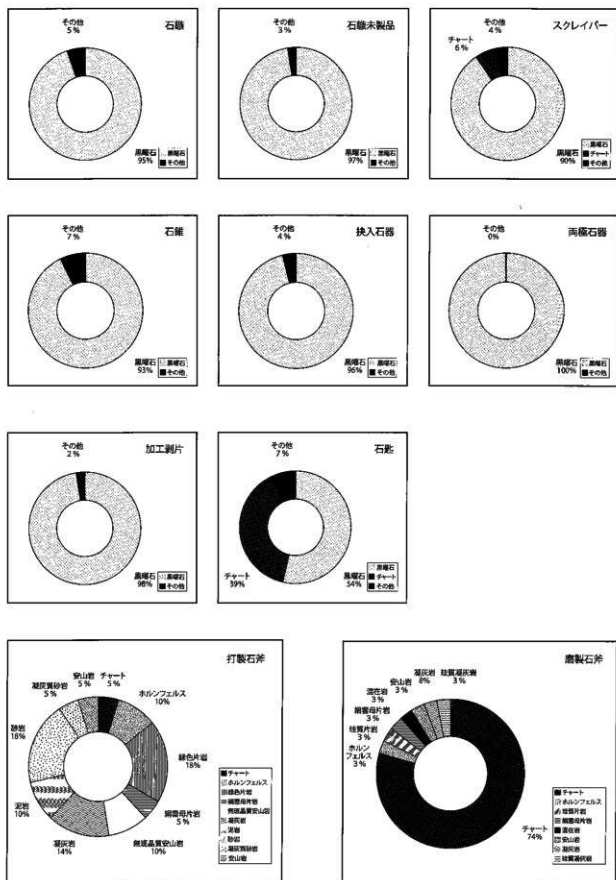 石鏃
その他
5%
黒曜石
95%
黒曜石
その他
石鏃未製品
その他
3%
黒曜石
97%
黒曜石
その他
スクレイパー
その他
4%
チャート
6%
黒曜石
90%
黒曜石
チャート
その他
石錐
その他
7%
黒曜石
93%
黒曜石
その他
抉入石器
その他
4%
黒曜石
96%
黒曜石
その他
両極石器
その他
0%
黒曜石
100%
黒曜石
その他
加工剥片
その他
2%
黒曜石
98%
黒曜石
その他
石匙
その他
7%
チャート
39%
黒曜石
54%
黒曜石
チャート
その他
打製石斧
安山岩
5%
チャート
5%
凝灰質砂岩
5%
ホルンフェルス
10%
砂岩
18%
緑色片岩
18%
泥岩
10%
絹雲母片岩
5%
凝灰岩
14%
無斑晶質安山岩
10%
チャート
ホルンフェルス
緑色片岩
絹雲母片岩
無斑晶質安山岩
凝灰岩
泥岩
砂岩
凝灰質砂岩
安山岩
磨製石斧
凝灰岩
8%
珪質凝灰岩
3%
安山岩
3%
混在岩
3%
絹雲母片岩
3%
珪質片岩
3%
ホルン
フェルス
3%
チャート
74%
チャート
ホルンフェルス
珪質片岩
絹雲母片岩
混在岩
安山岩
凝灰岩
珪質凝灰岩